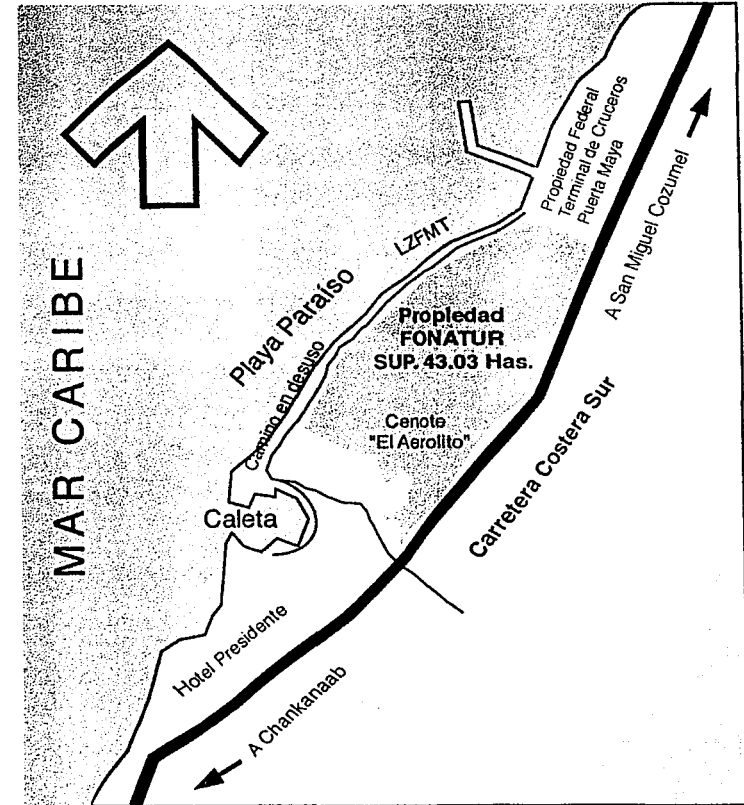 Propiedad Federal
Terminal de Cruceros
Puerta Maya
A San Miguel Cozumel
LZFMT
MAR CARIBE
Playa Paraíso
Camino en desuso
Propiedad
FONATUR
SUP. 43.03 Has.
Cenote
"El Aerolito"
Carretera Costera Sur
Caleta
Hotel Presidente
A Chankanaab